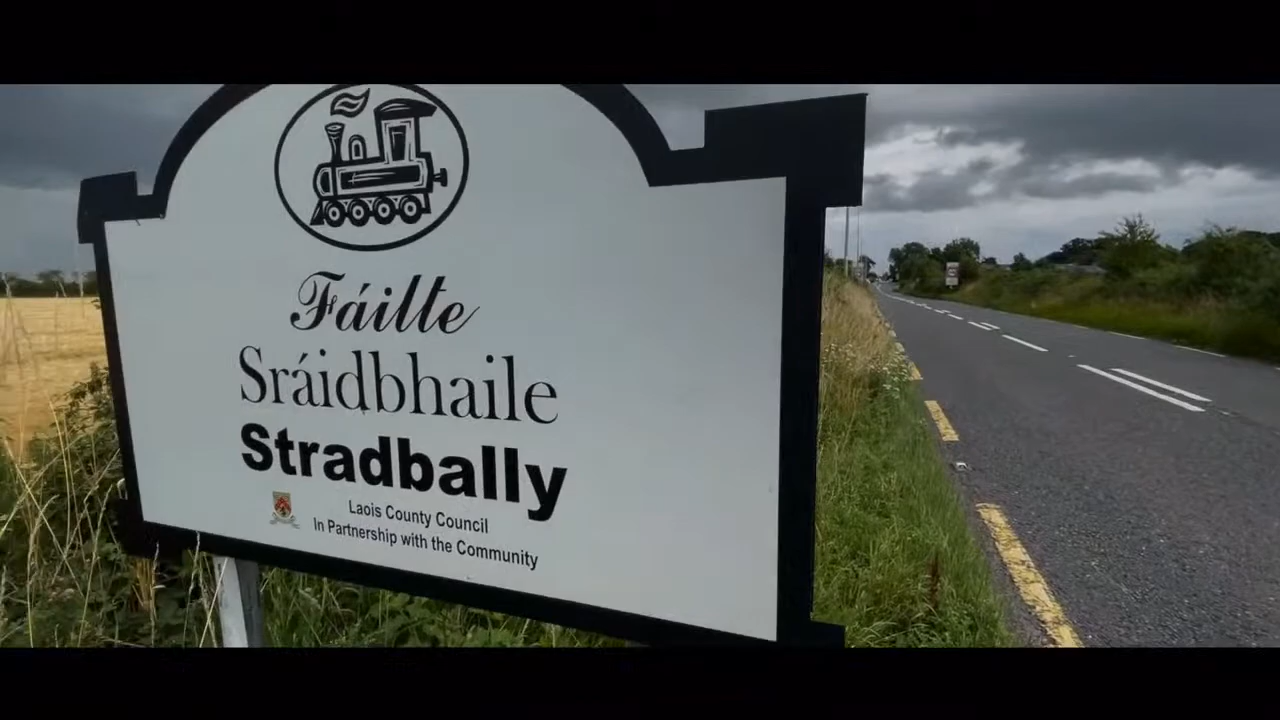 Fáilte
Sráidbhaile
Stradbally
Laois County Council
In Partnership with the Community